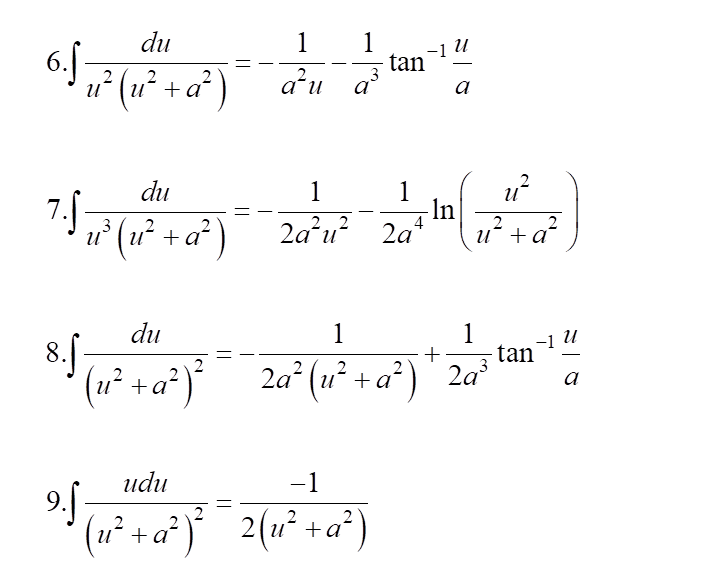 6.∫ du / u²(u² + a²) = − 1 / a²u − 1 / a³ tan⁻¹ u / a
7.∫ du / u³(u² + a²) = − 1 / 2a²u² − 1 / 2a⁴ ln( u² / u² + a² )
8.∫ du / (u² + a²)² = − 1 / 2a²(u² + a²) + 1 / 2a³ tan⁻¹ u / a
9.∫ udu / (u² + a²)² = −1 / 2(u² + a²)